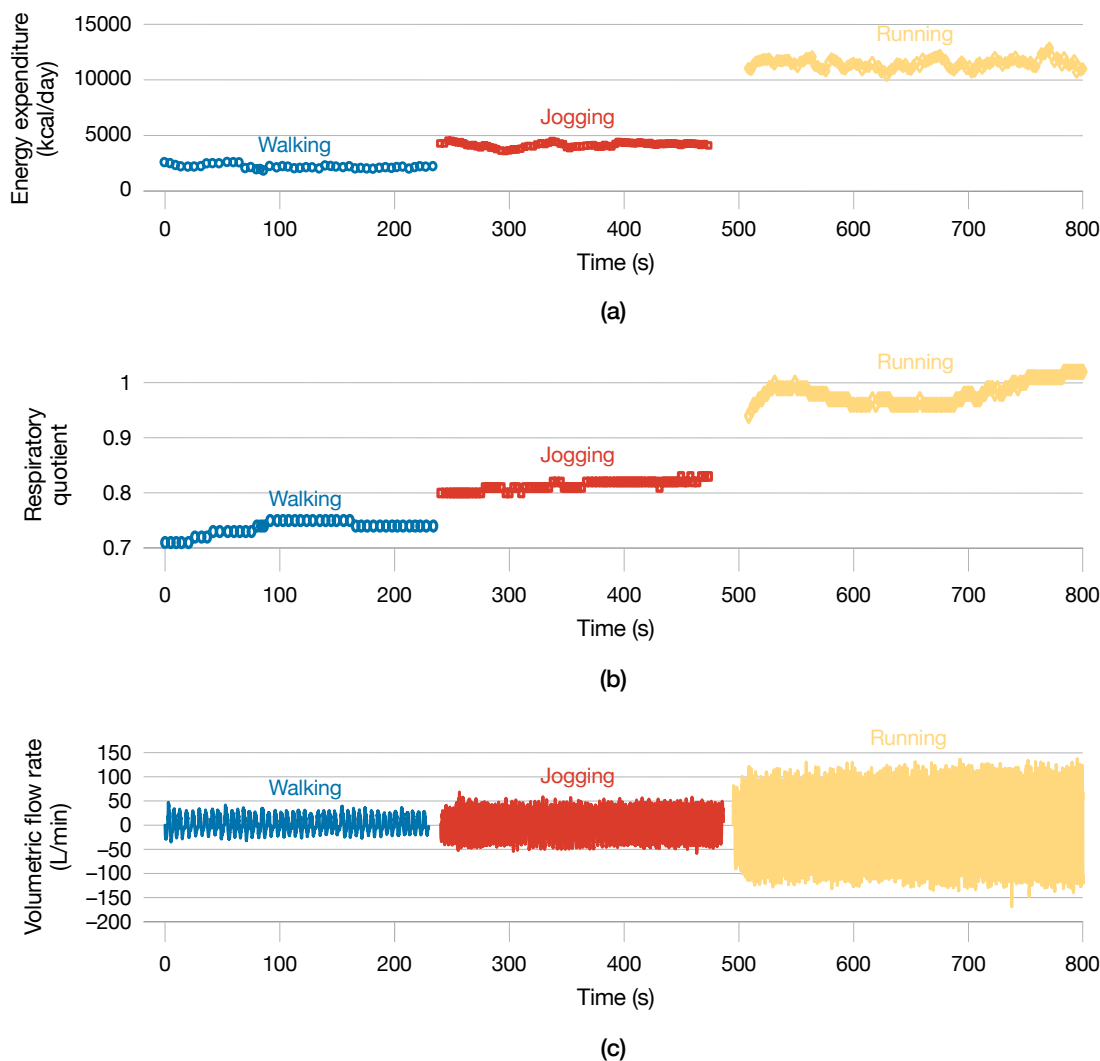 Energy expenditure
(kcal/day)
15000
10000
5000
0
Walking
Jogging
Running
0 100 200 300 400 500 600 700 800
Time (s)
(a)
Respiratory
quotient
1
0.9
0.8
0.7
Walking
Jogging
Running
0 100 200 300 400 500 600 700 800
Time (s)
(b)
Volumetric flow rate
(L/min)
150
100
50
0
−50
−100
−150
−200
Walking
Jogging
Running
0 100 200 300 400 500 600 700 800
Time (s)
(c)